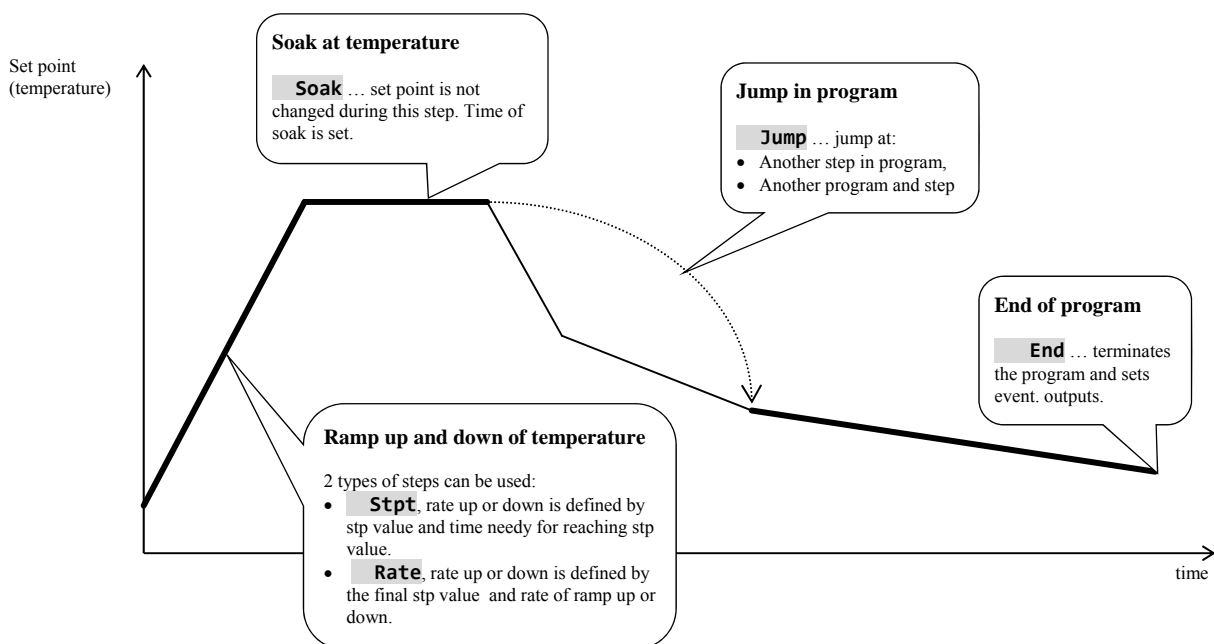 Soak at temperature
Soak … set point is not
changed during this step. Time of
soak is set.
Set point
(temperature)
Jump in program
Jump … jump at:
• Another step in program,
• Another program and step
End of program
End … terminates
the program and sets
event. outputs.
Ramp up and down of temperature
2 types of steps can be used:
• Stpt, rate up or down is defined by
stp value and time needy for reaching stp
value.
• Rate, rate up or down is defined by
the final stp value and rate of ramp up or
down.
time